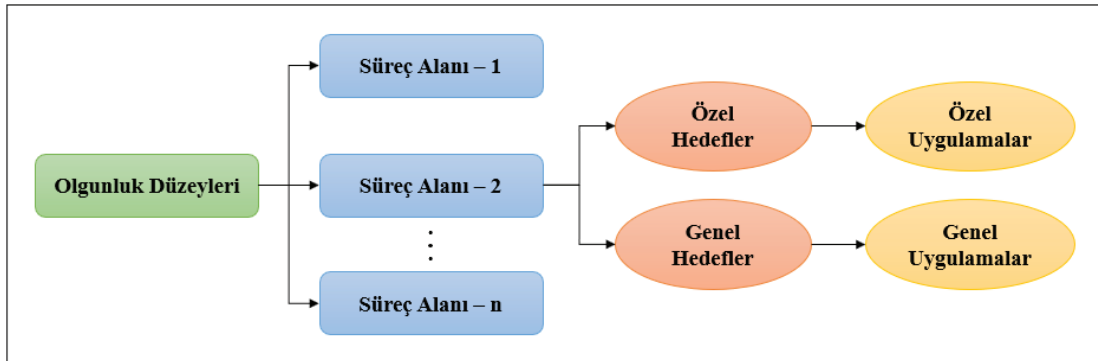 Süreç Alanı – 1
Özel
Hedefler
Özel
Uygulamalar
Olgunluk Düzeyleri
Süreç Alanı – 2
Genel
Hedefler
Genel
Uygulamalar
Süreç Alanı – n